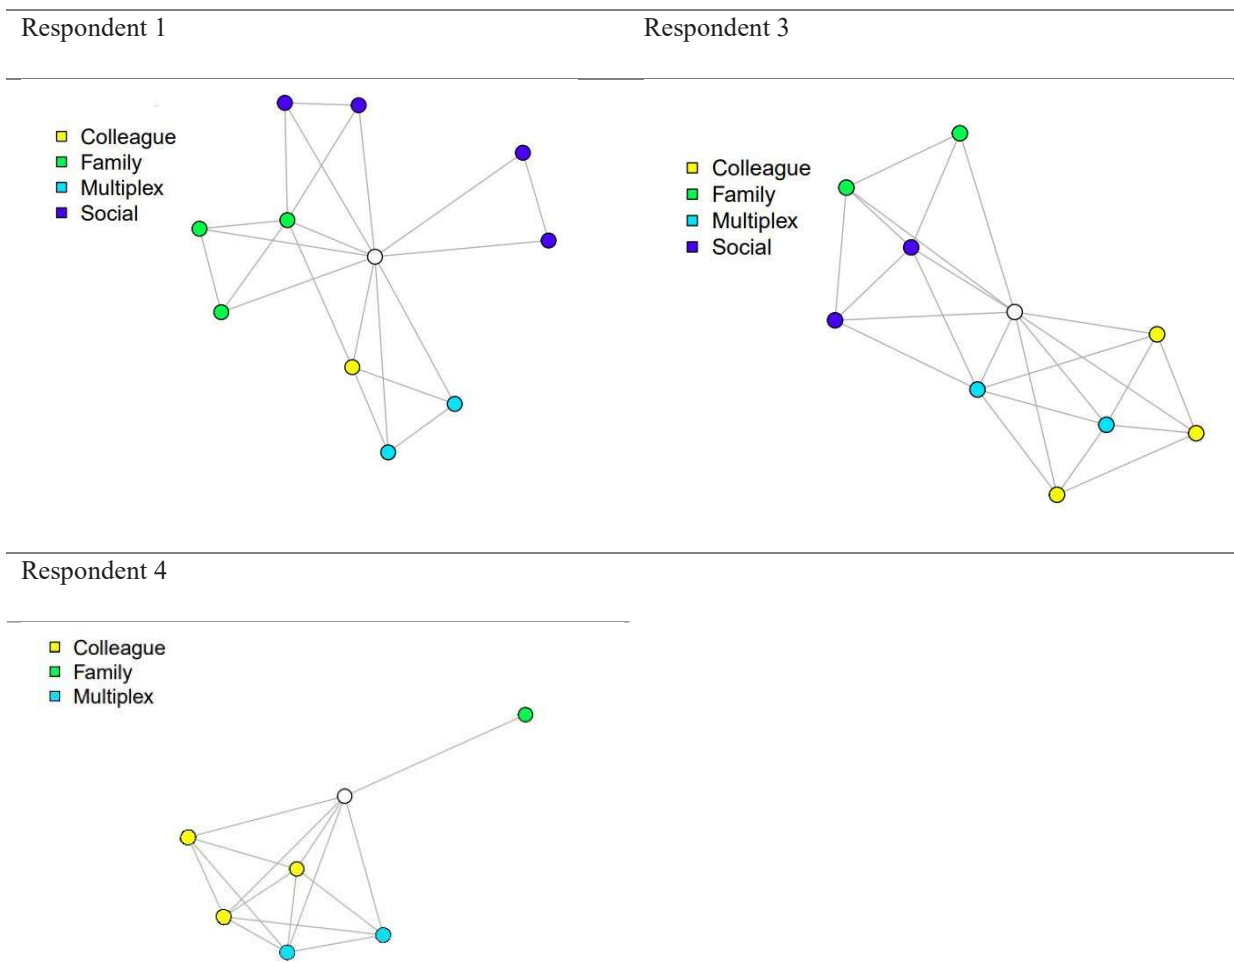 Respondent 1
Respondent 3
Colleague
Family
Multiplex
Social
Colleague
Family
Multiplex
Social
Respondent 4
Colleague
Family
Multiplex